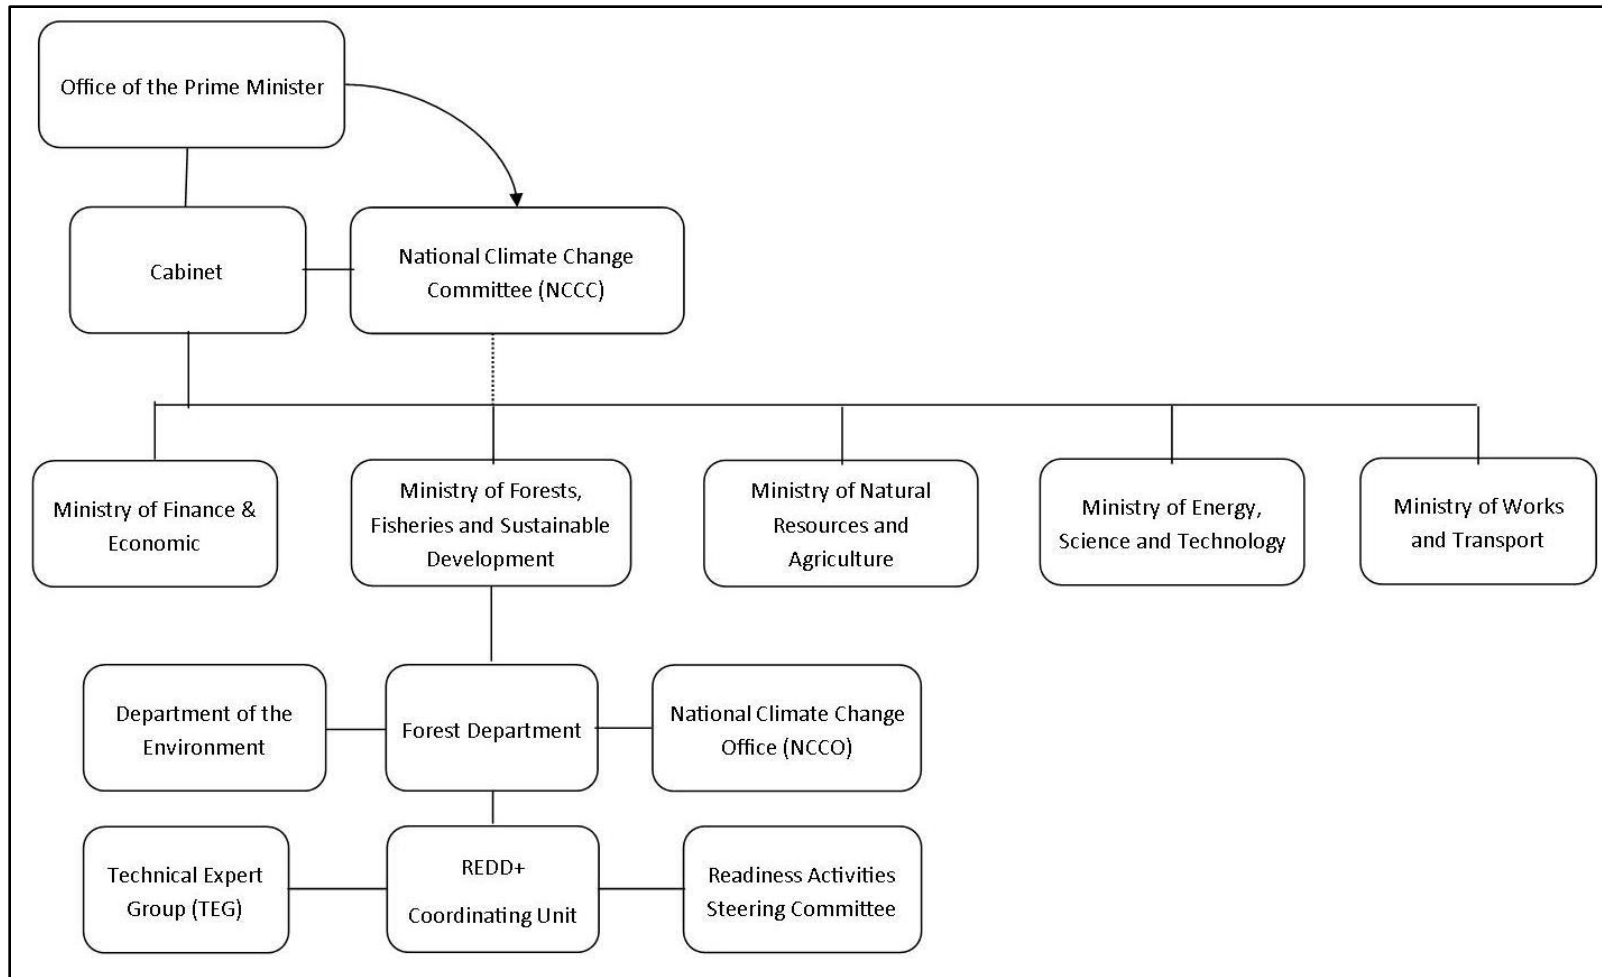 Office of the Prime Minister
Cabinet
National Climate Change
Committee (NCCC)
Ministry of Finance &
Economic
Ministry of Forests,
Fisheries and Sustainable
Development
Ministry of Natural
Resources and
Agriculture
Ministry of Energy,
Science and Technology
Ministry of Works
and Transport
Department of the
Environment
Forest Department
National Climate Change
Office (NCCO)
Technical Expert
Group (TEG)
REDD+
Coordinating Unit
Readiness Activities
Steering Committee